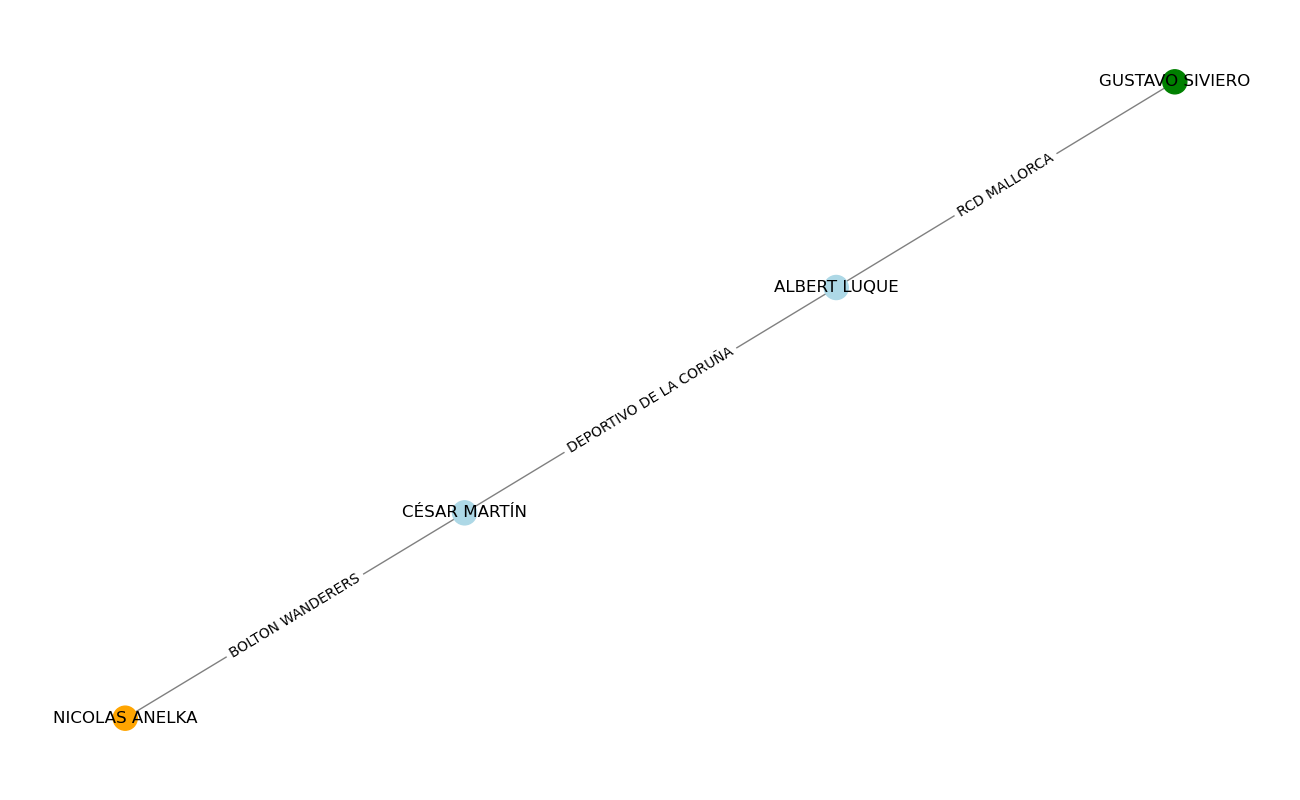 GUSTAVO SIVIERO
RCD MALLORCA
ALBERT LUQUE
DEPORTIVO DE LA CORUÑA
CÉSAR MARTÍN
BOLTON WANDERERS
NICOLAS ANELKA